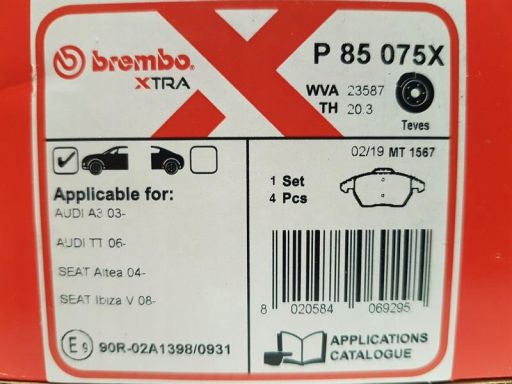 brembo.
XTRA
P 85 075X
WVA 23587
TH 20.3
Teves
02/19 MT 1567
1 Set
4 Pcs
Applicable for:
AUDI A3 03-
AUDI TT 06-
SEAT Altea 04-
SEAT Ibiza V 08-
8 020584 069295
E9 90R-02A1398/0931
APPLICATIONS
CATALOGUE